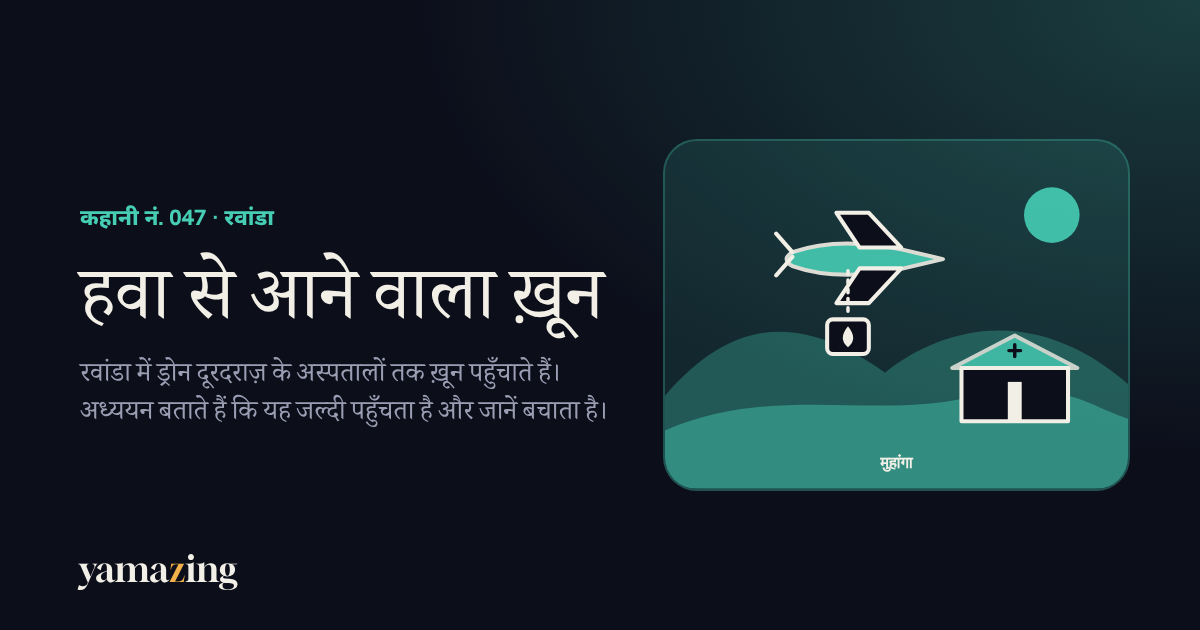 कहानी नं. 047 · रवांडा
हवा से आने वाला ख़ून
रवांडा में ड्रोन दूरदराज़ के अस्पतालों तक ख़ून पहुँचाते हैं।
अध्ययन बताते हैं कि यह जल्दी पहुँचता है और जानें बचाता है।
मुहांगा
yamazing